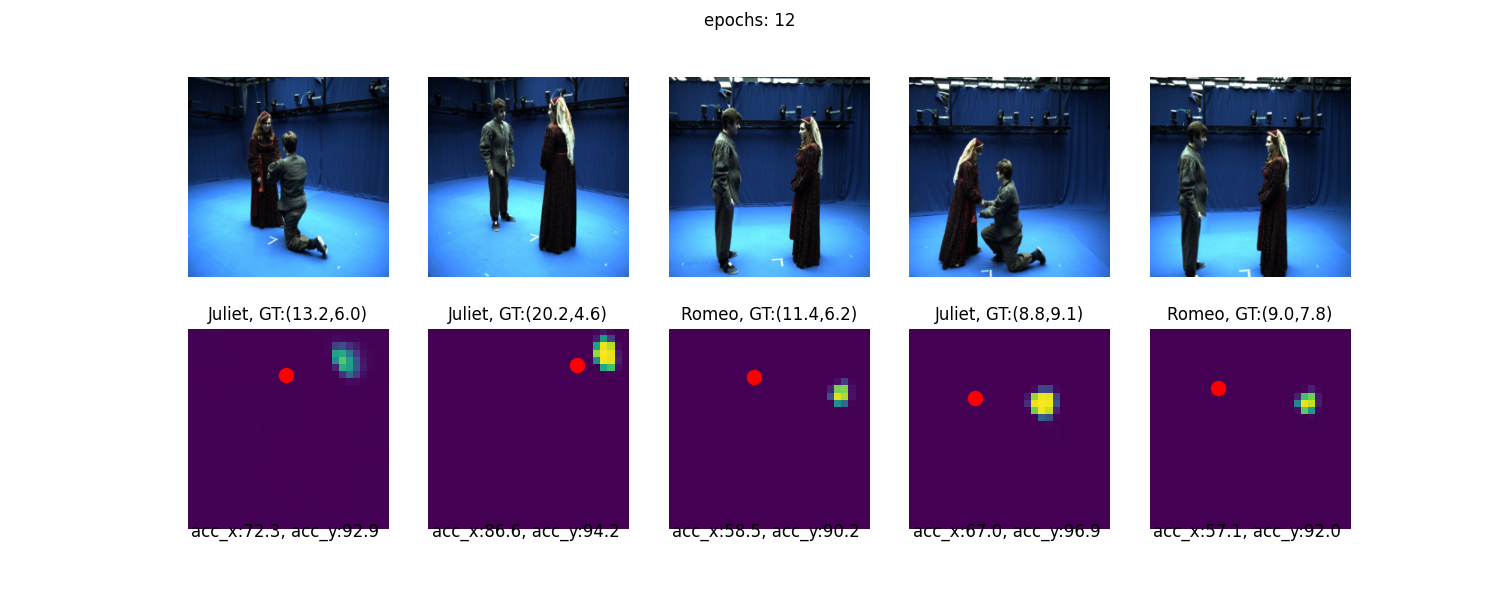 epochs: 12
Juliet, GT:(13.2,6.0)
Juliet, GT:(20.2,4.6)
Romeo, GT:(11.4,6.2)
Juliet, GT:(8.8,9.1)
Romeo, GT:(9.0,7.8)
acc_x:72.3, acc_y:92.9
acc_x:86.6, acc_y:94.2
acc_x:58.5, acc_y:90.2
acc_x:67.0, acc_y:96.9
acc_x:57.1, acc_y:92.0